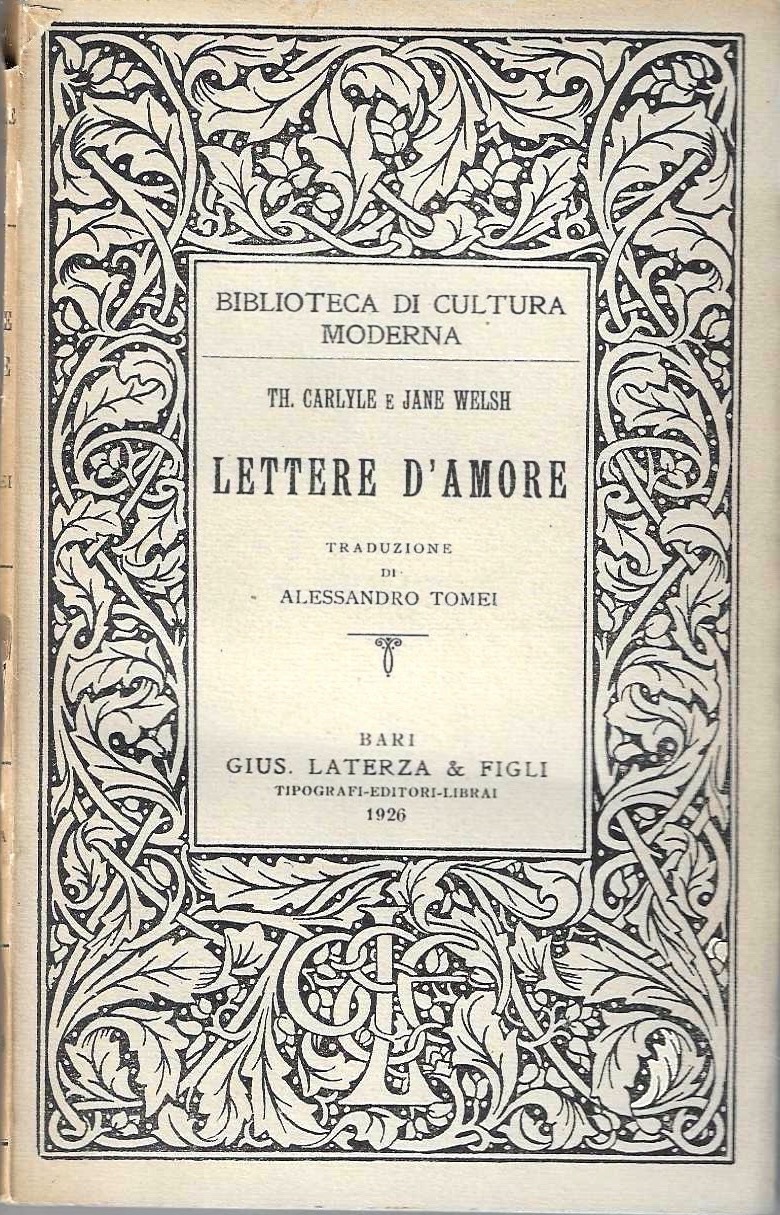 BIBLIOTECA DI CULTURA
MODERNA
TH. CARLYLE E JANE WELSH
LETTERE D'AMORE
TRADUZIONE
DI
ALESSANDRO TOMEI
BARI
GIUS. LATERZA & FIGLI
TIPOGRAFI-EDITORI-LIBRAI
1926